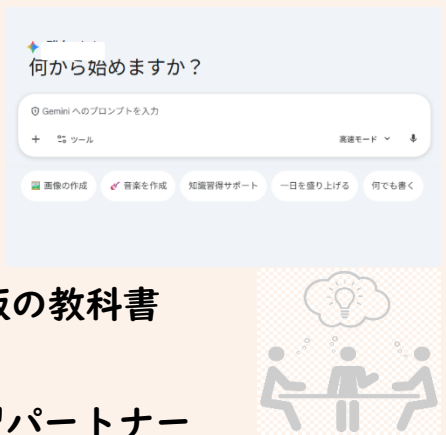 何から始めますか？
Gemini へのプロンプトを入力
ツール
高速モード
画像の作成 音楽を作成 知識習得サポート 一日を盛り上げる 何でも書く
版の教科書
パートナー